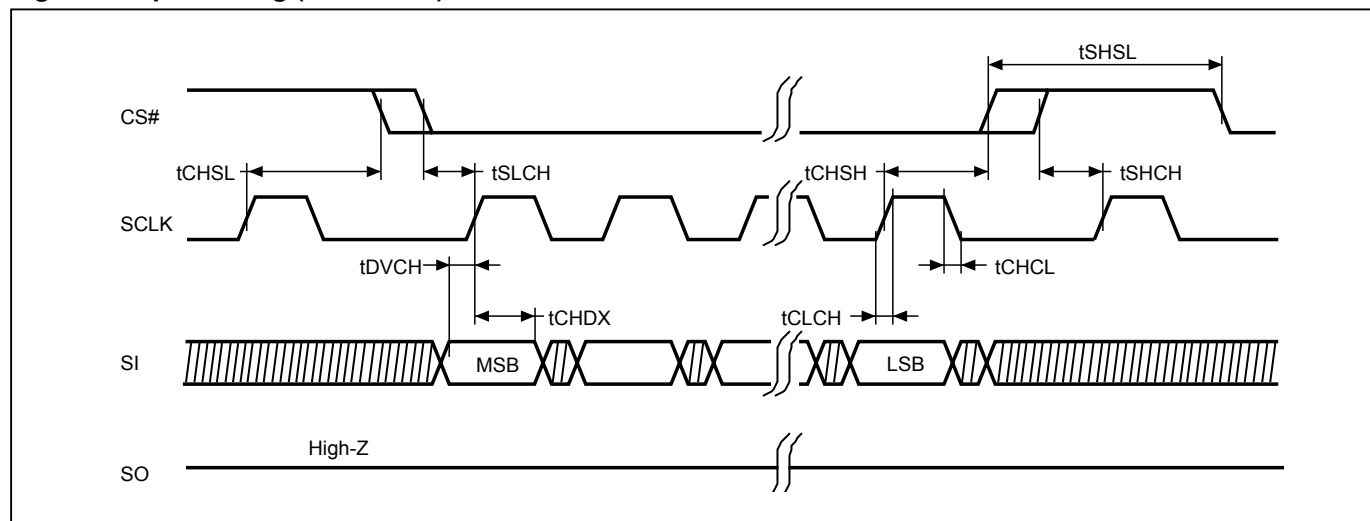 tSHSL
CS#
tCHSL
tSLCH
tCHSH
tSHCH
SCLK
tDVCH
tCHCL
tCHDX
tCLCH
SI
MSB
LSB
High-Z
SO